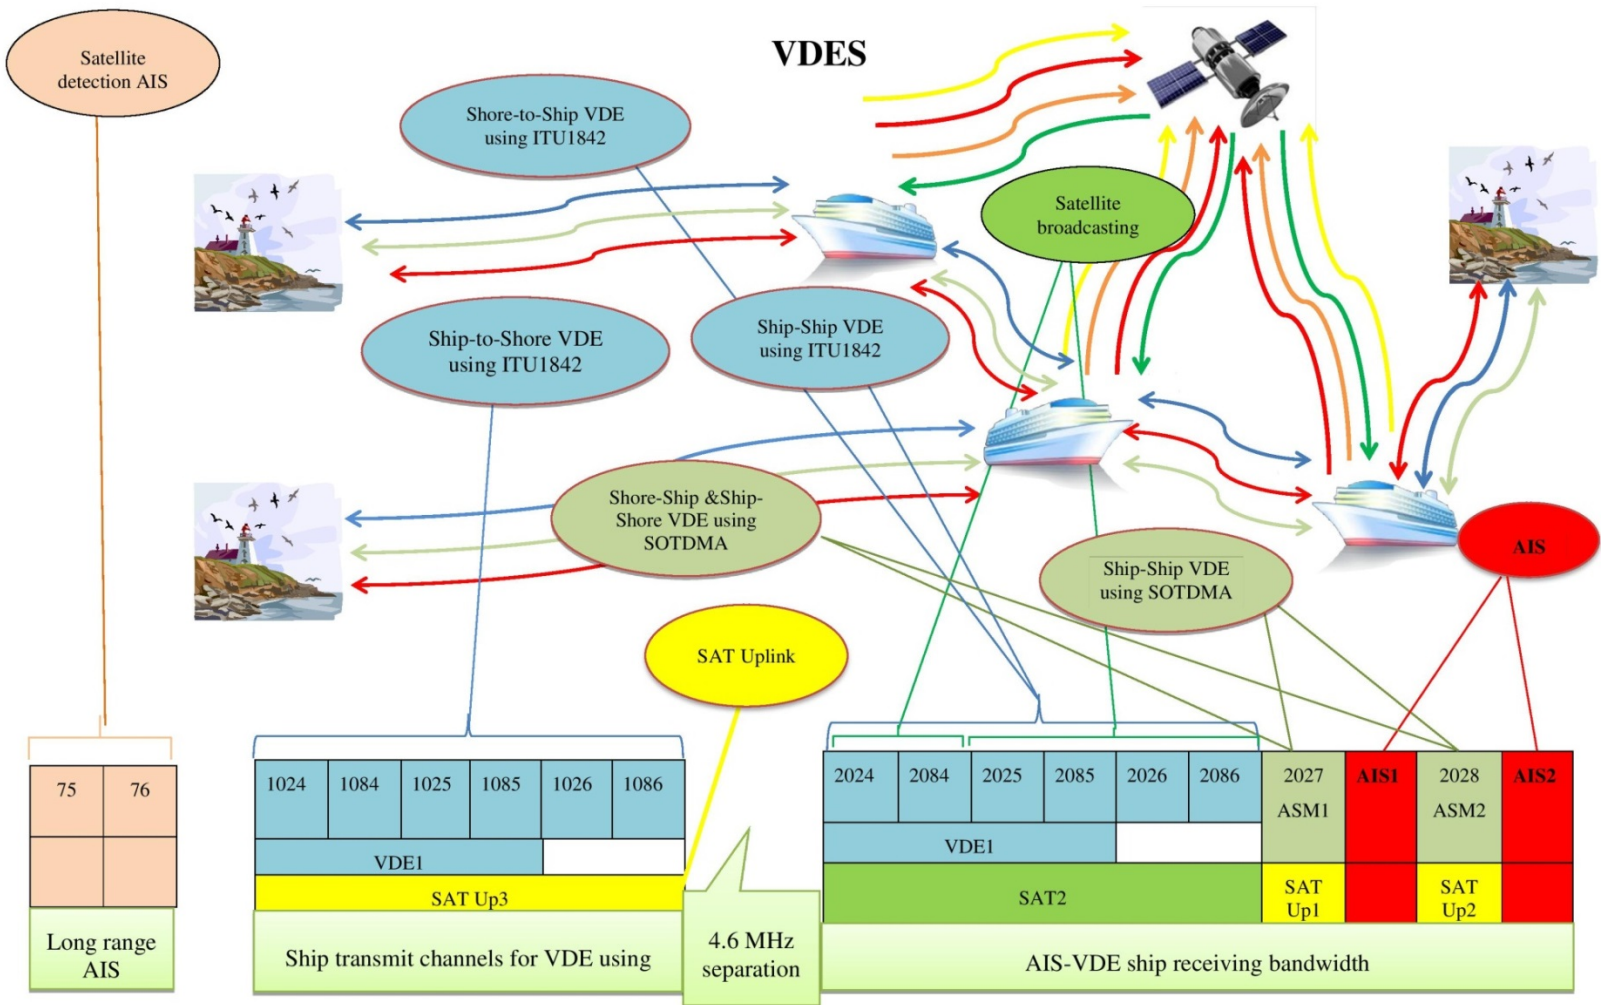 VDES
Satellite
detection AIS
Shore-to-Ship VDE
using ITU1842
Satellite
broadcasting
Ship-to-Shore VDE
using ITU1842
Ship-Ship VDE
using ITU1842
Shore-Ship &Ship-
Shore VDE using
SOTDMA
Ship-Ship VDE
using SOTDMA
AIS
SAT Uplink
75
76
1024
1084
1025
1085
1026
1086
VDE1
SAT Up3
2024
2084
2025
2085
2026
2086
2027
ASM1
AIS1
2028
ASM2
AIS2
VDE1
SAT2
SAT
Up1
SAT
Up2
Long range
AIS
Ship transmit channels for VDE using
4.6 MHz
separation
AIS-VDE ship receiving bandwidth